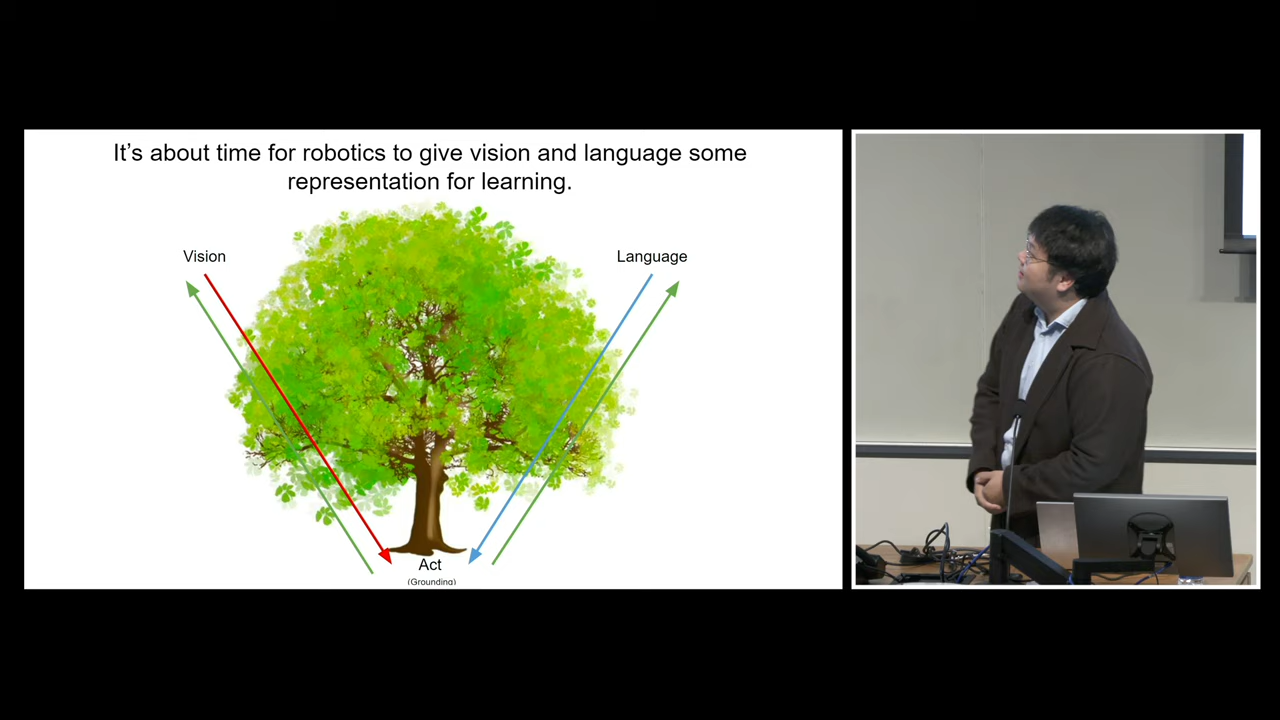 It’s about time for robotics to give vision and language some
representation for learning.
Vision
Language
Act
(Grounding)